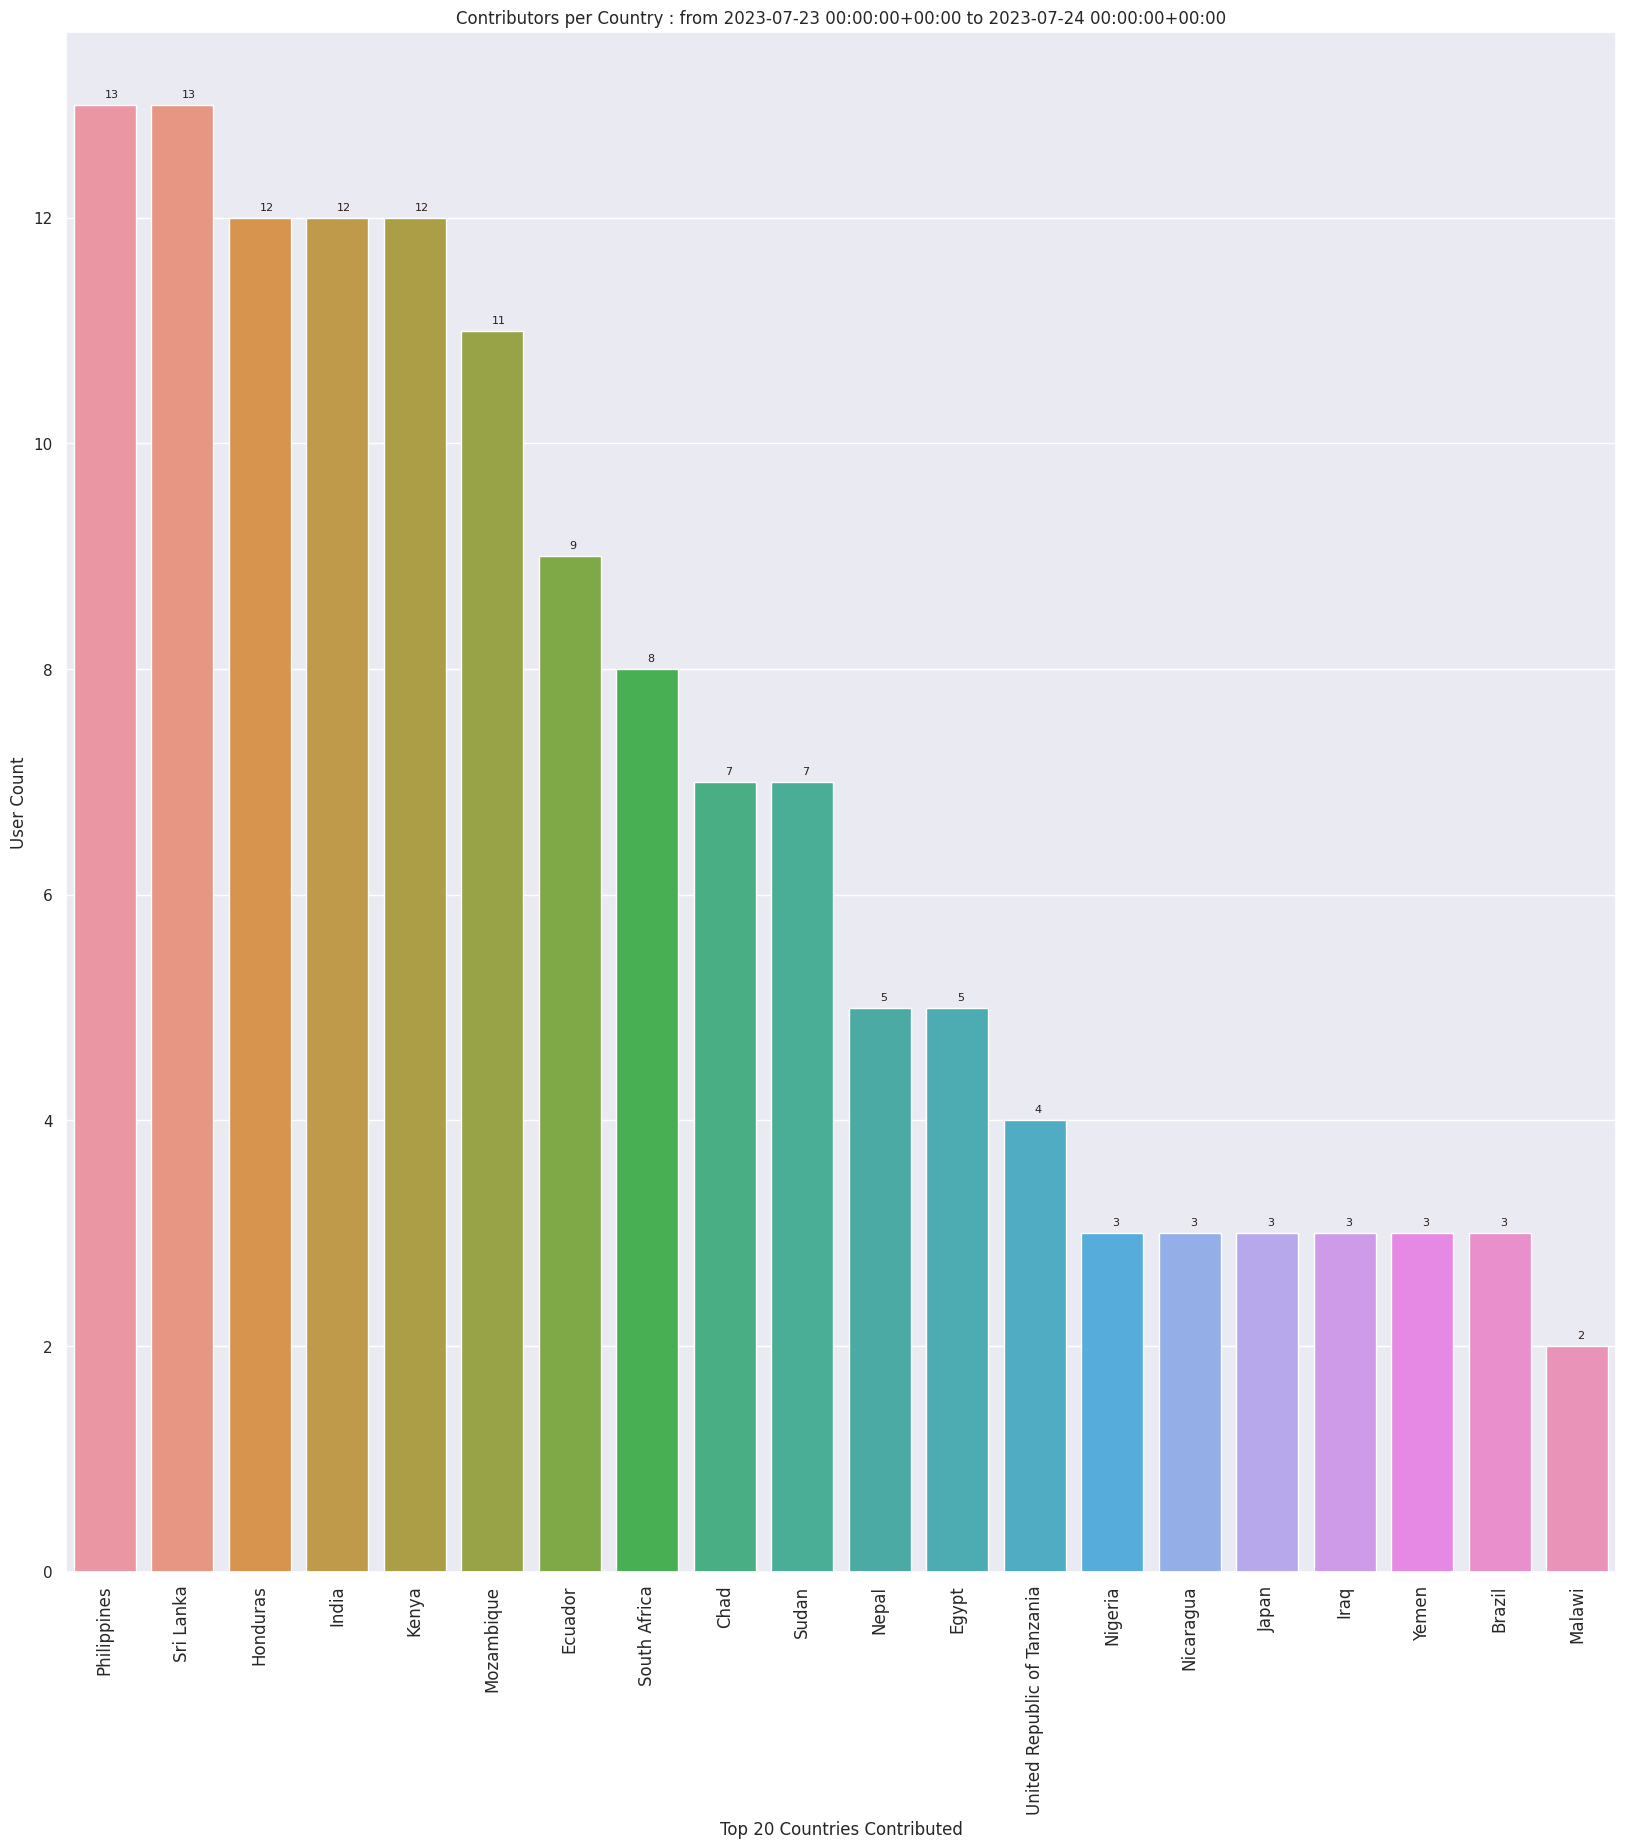 Contributors per Country : from 2023-07-23 00:00:00+00:00 to 2023-07-24 00:00:00+00:00
13
13
12
12
12
11
9
8
7
7
5
5
4
3
3
3
3
3
3
2
12
10
8
6
4
2
0
User Count
Philippines
Sri Lanka
Honduras
India
Kenya
Mozambique
Ecuador
South Africa
Chad
Sudan
Nepal
Egypt
United Republic of Tanzania
Nigeria
Nicaragua
Japan
Iraq
Yemen
Brazil
Malawi
Top 20 Countries Contributed